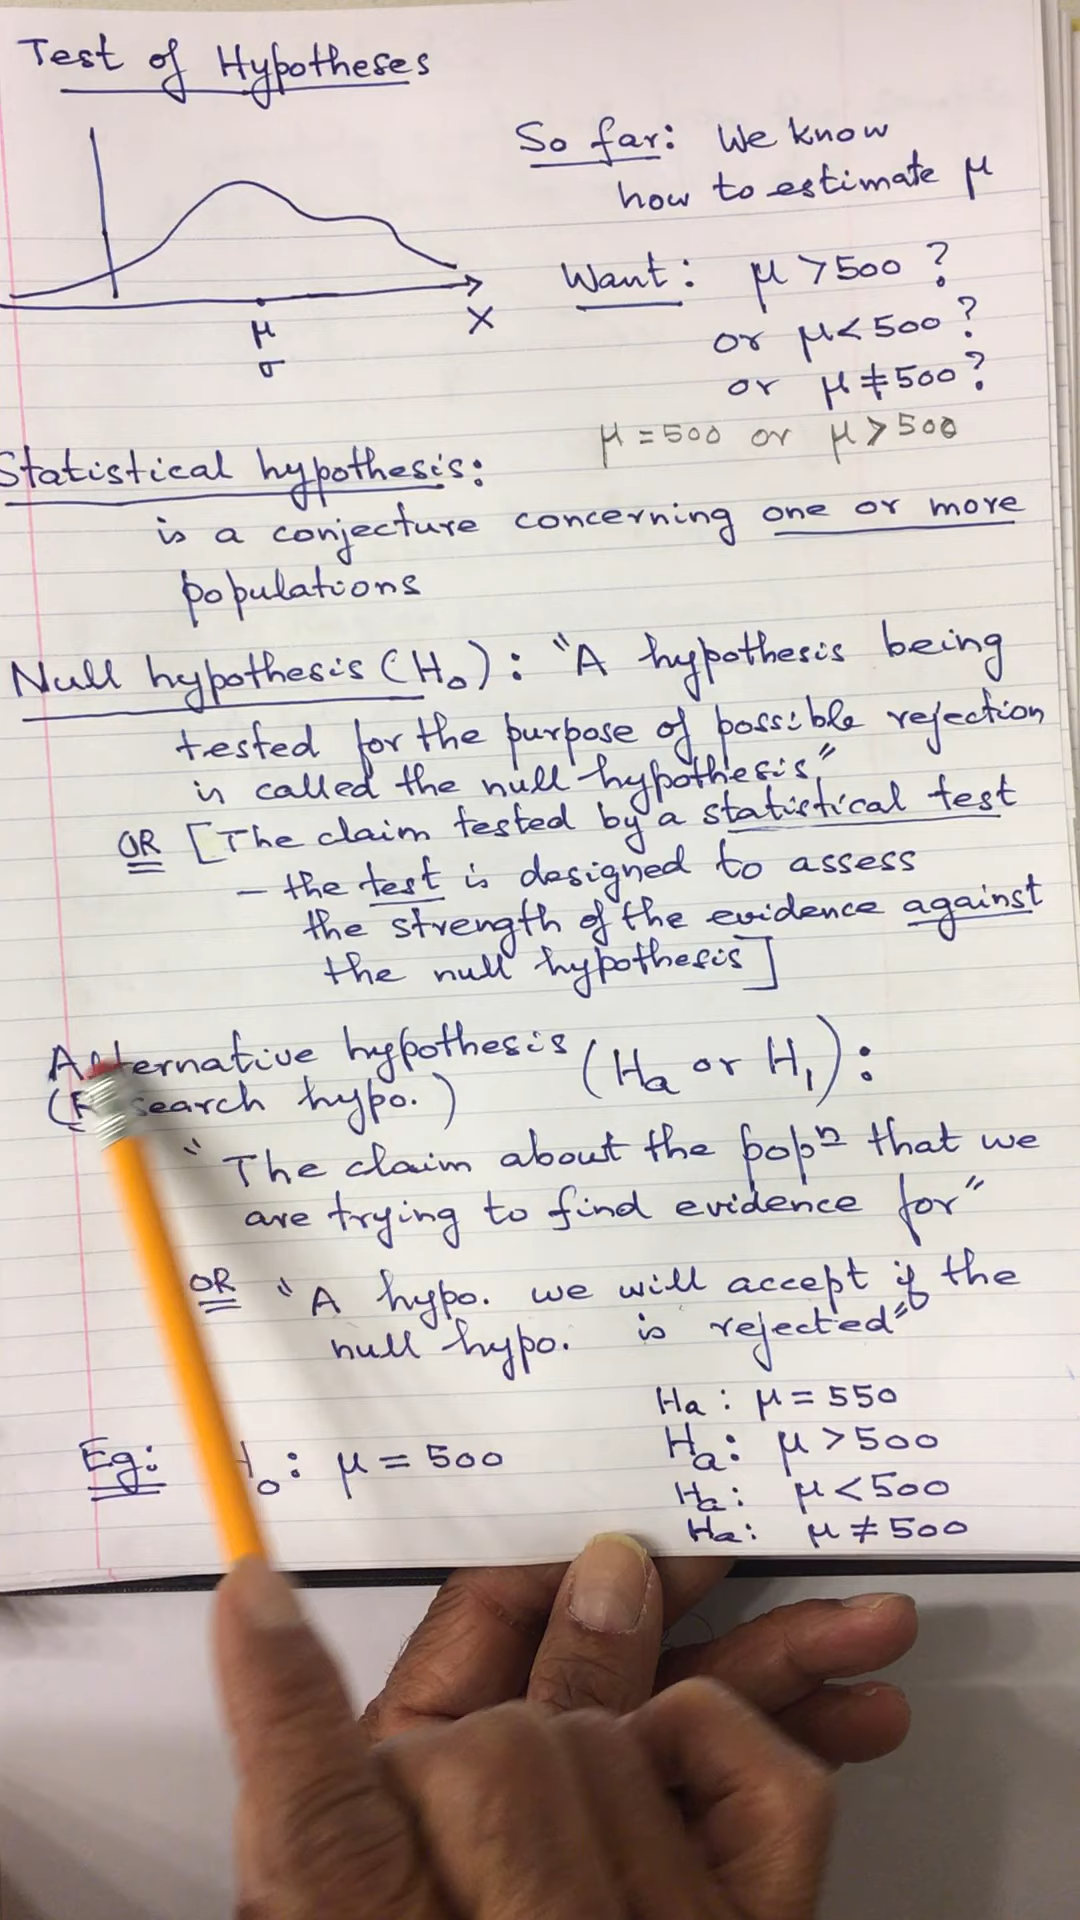 Test of Hypotheses
So far: We know
how to estimate μ
Want: μ > 500 ?
or μ < 500 ?
or μ ≠ 500 ?
μ = 500 or μ > 500
μ
σ
X
Statistical hypothesis:
is a conjecture concerning one or more
populations
Null hypothesis (H₀): "A hypothesis being
tested for the purpose of possible rejection
is called the null hypothesis"
OR [The claim tested by a statistical test
– the test is designed to assess
the strength of the evidence against
the null hypothesis]
Alternative hypothesis (Ha or H₁):
(Research hypo.)
"The claim about the popⁿ that we
are trying to find evidence for"
OR "A hypo. we will accept if the
null hypo. is rejected"
Eg: H₀: μ = 500
Ha: μ = 550
Ha: μ > 500
Ha: μ < 500
Ha: μ ≠ 500